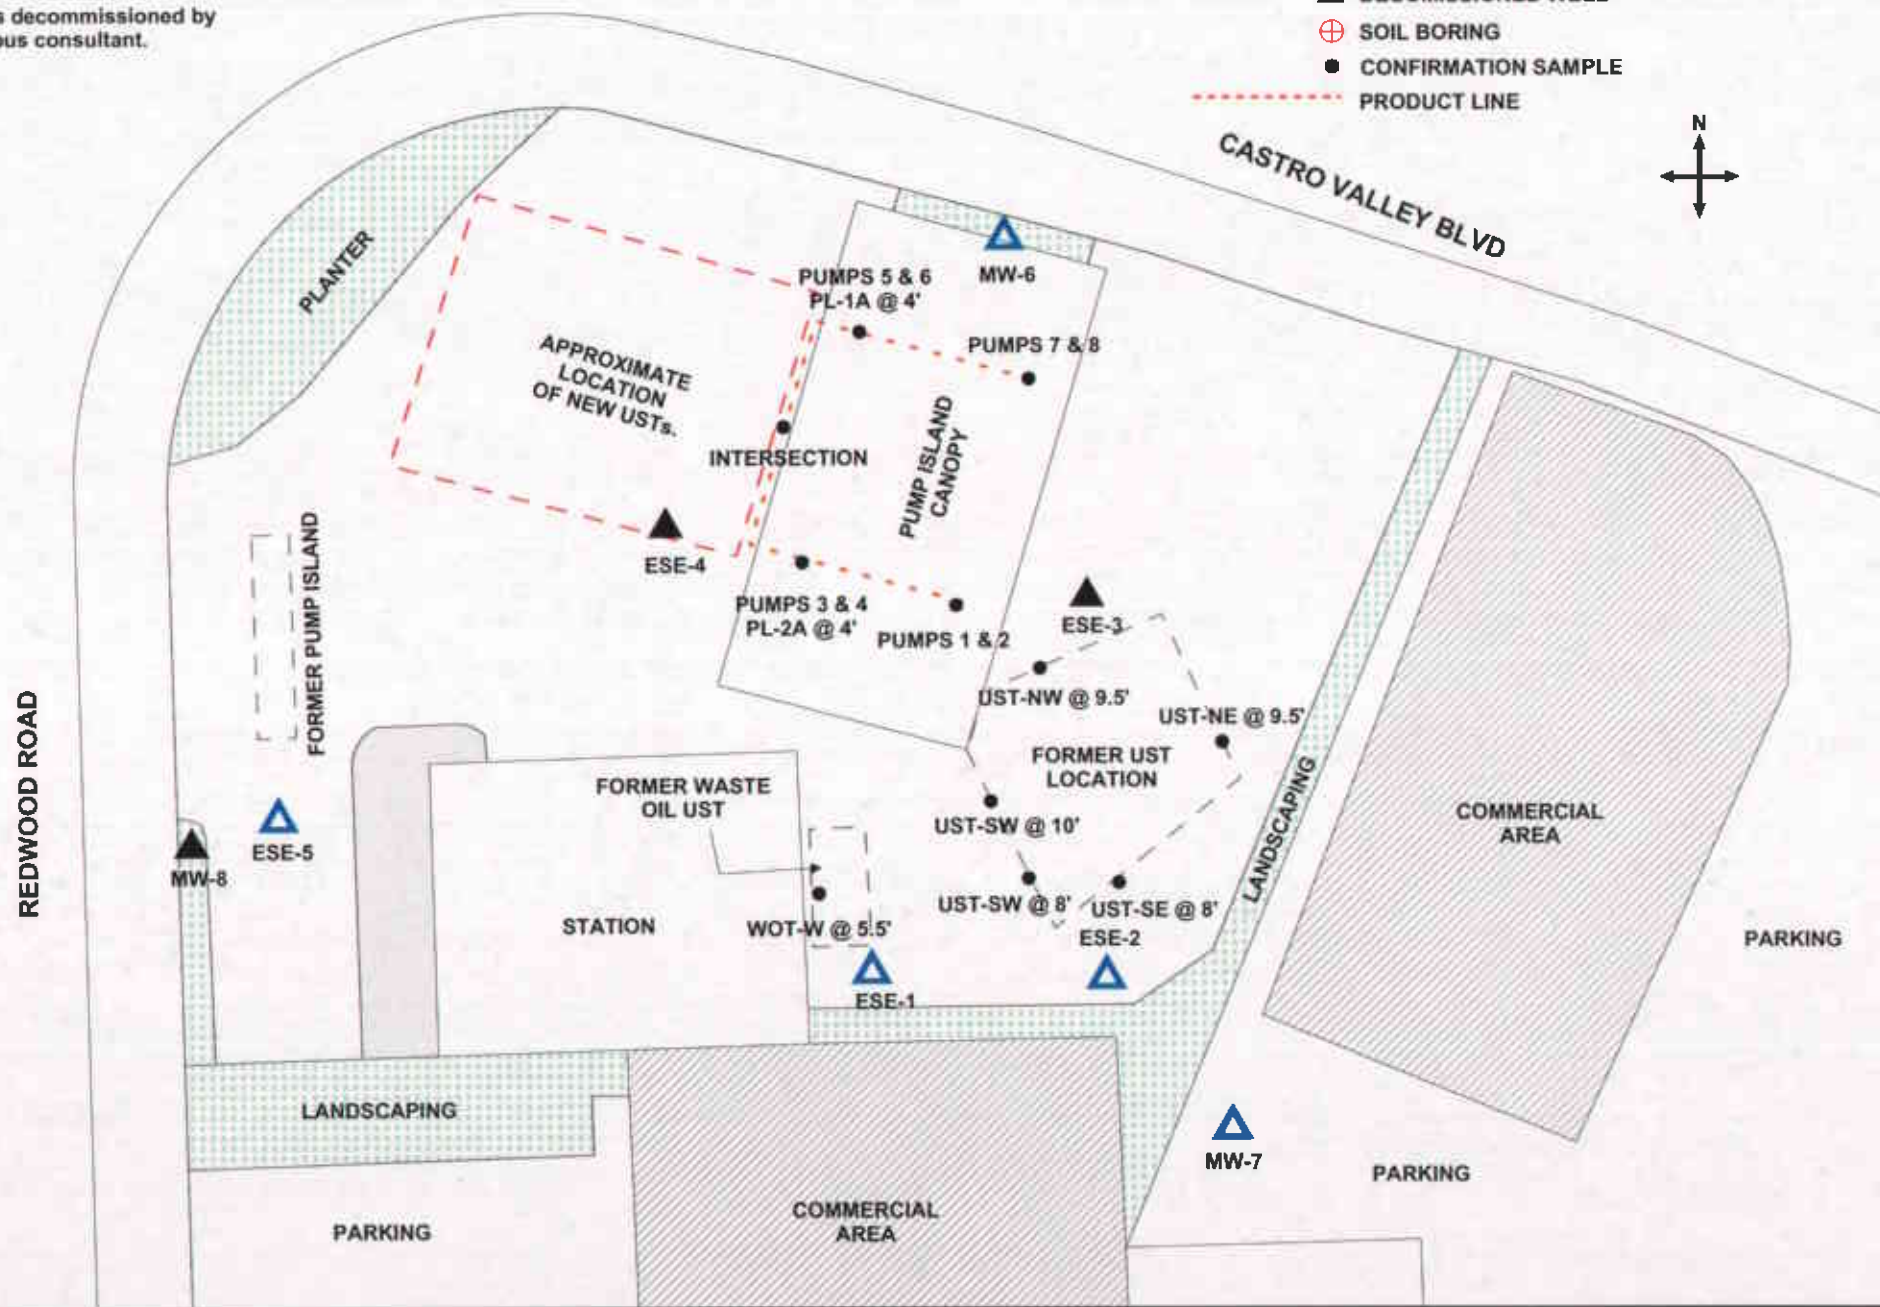 s decommissioned by
ous consultant.
SOIL BORING
CONFIRMATION SAMPLE
PRODUCT LINE
N
CASTRO VALLEY BLVD
PLANTER
MW-6
PUMPS 5 & 6
PL-1A @ 4'
PUMPS 7 & 8
APPROXIMATE
LOCATION
OF NEW USTs.
INTERSECTION
PUMP ISLAND
CANOPY
ESE-4
FORMER PUMP ISLAND
PUMPS 3 & 4
PL-2A @ 4'
PUMPS 1 & 2
ESE-3
UST-NW @ 9.5'
UST-NE @ 9.5'
FORMER UST
LOCATION
REDWOOD ROAD
FORMER WASTE
OIL UST
UST-SW @ 10'
LANDSCAPING
COMMERCIAL
AREA
ESE-5
MW-8
UST-SW @ 8'
UST-SE @ 8'
STATION
WOT-W @ 5.5'
ESE-2
PARKING
ESE-1
LANDSCAPING
MW-7
PARKING
PARKING
COMMERCIAL
AREA